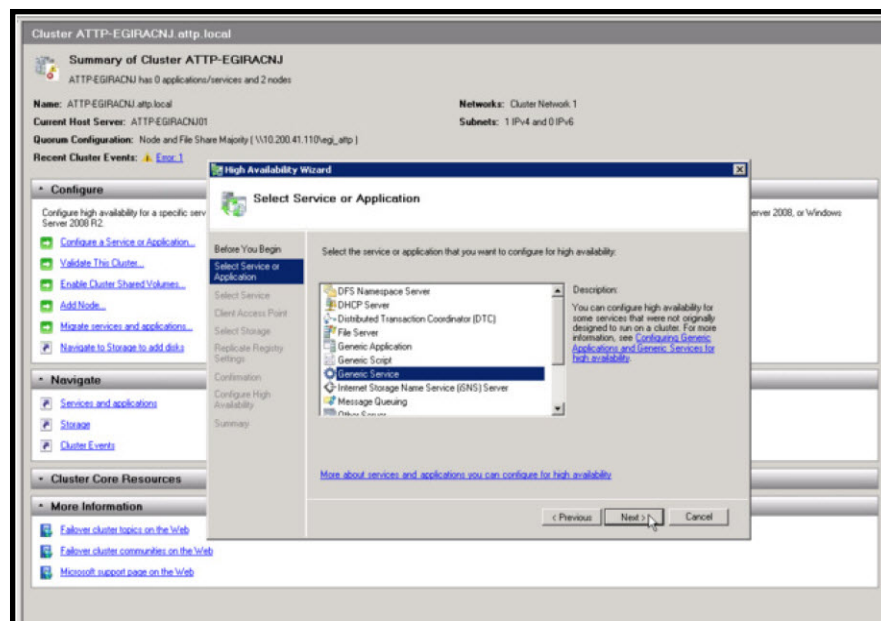 Cluster ATTP-EGIRACNJ.attp.local
Summary of Cluster ATTP-EGIRACNJ
ATTP-EGIRACNJ has 0 applications/services and 2 nodes
Name: ATTP-EGIRACNJ.attp.local
Networks: Cluster Network 1
Current Host Server: ATTP-EGIRACNJ01
Subnets: 1 IPv4 and 0 IPv6
Quorum Configuration: Node and File Share Majority (\\10.200.41.110\egi_attp)
Recent Cluster Events: Error: 1
Configure
Configure high availability for a specific serv
erver 2008, or Windows
Server 2008 R2.
Configure a Service or Application...
Validate This Cluster...
Enable Cluster Shared Volumes...
Add Node...
Migrate services and applications...
Navigate to Storage to add disks
Navigate
Services and applications
Storage
Cluster Events
Cluster Core Resources
More Information
Failover cluster topics on the Web
Failover cluster communities on the Web
Microsoft support page on the Web
High Availability Wizard
Select Service or Application
Before You Begin
Select Service or
Application
Select Service
Client Access Point
Select Storage
Replicate Registry
Settings
Confirmation
Configure High
Availability
Summary
Select the service or application that you want to configure for high availability:
DFS Namespace Server
DHCP Server
Distributed Transaction Coordinator (DTC)
File Server
Generic Application
Generic Script
Generic Service
Internet Storage Name Service (iSNS) Server
Message Queuing
Other Server
Description:
You can configure high availability for
some services that were not originally
designed to run on a cluster. For more
information, see Configuring Generic
Applications and Generic Services for
high availability.
More about services and applications you can configure for high availability
< Previous
Next >
Cancel